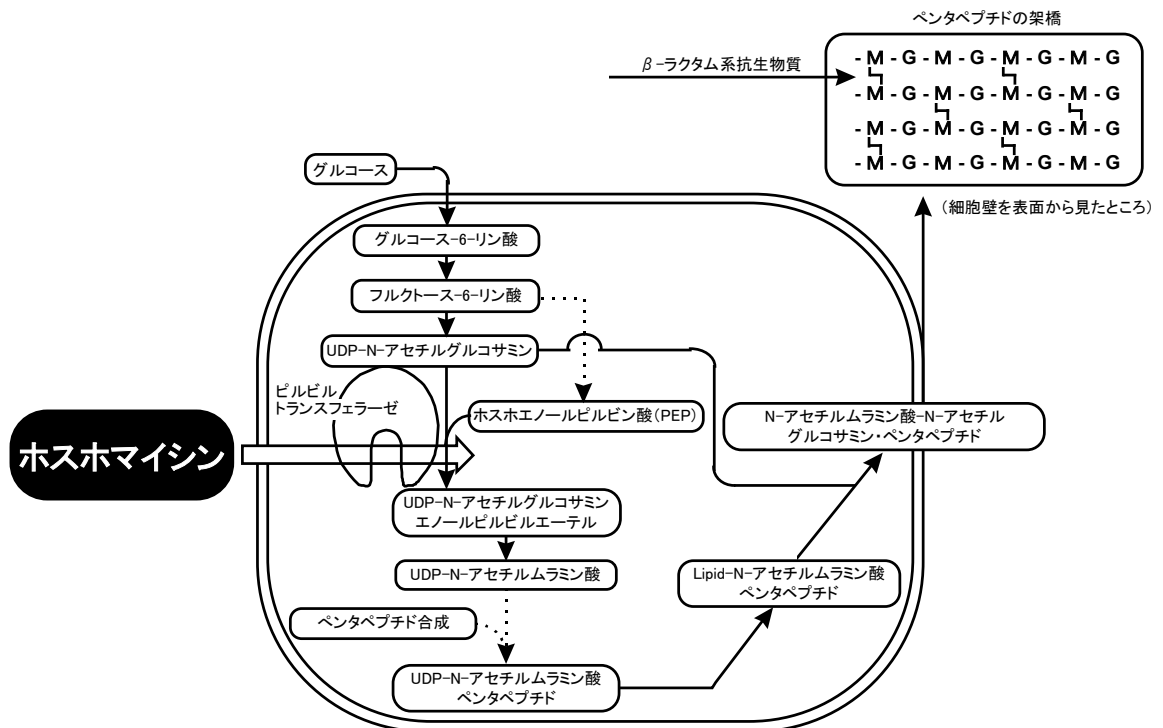 ペンタペプチドの架橋
β-ラクタム系抗生物質
- M - G - M - G - M - G - M - G
- M - G - M - G - M - G - M - G
- M - G - M - G - M - G - M - G
- M - G - M - G - M - G - M - G
(細胞壁を表面から見たところ)
グルコース
グルコース-6-リン酸
フルクトース-6-リン酸
UDP-N-アセチルグルコサミン
ピルビル
トランスフェラーゼ
ホスホエノールピルビン酸(PEP)
ホスホマイシン
N-アセチルムラミン酸-N-アセチル
グルコサミン・ペンタペプチド
UDP-N-アセチルグルコサミン
エノールピルビルエーテル
UDP-N-アセチルムラミン酸
Lipid-N-アセチルムラミン酸
ペンタペプチド
ペンタペプチド合成
UDP-N-アセチルムラミン酸
ペンタペプチド